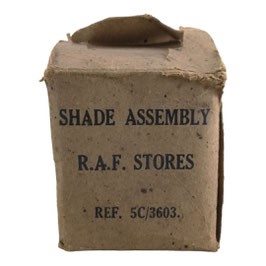 SHADE ASSEMBLY
R.A.F. STORES
REF. 5C/3603.